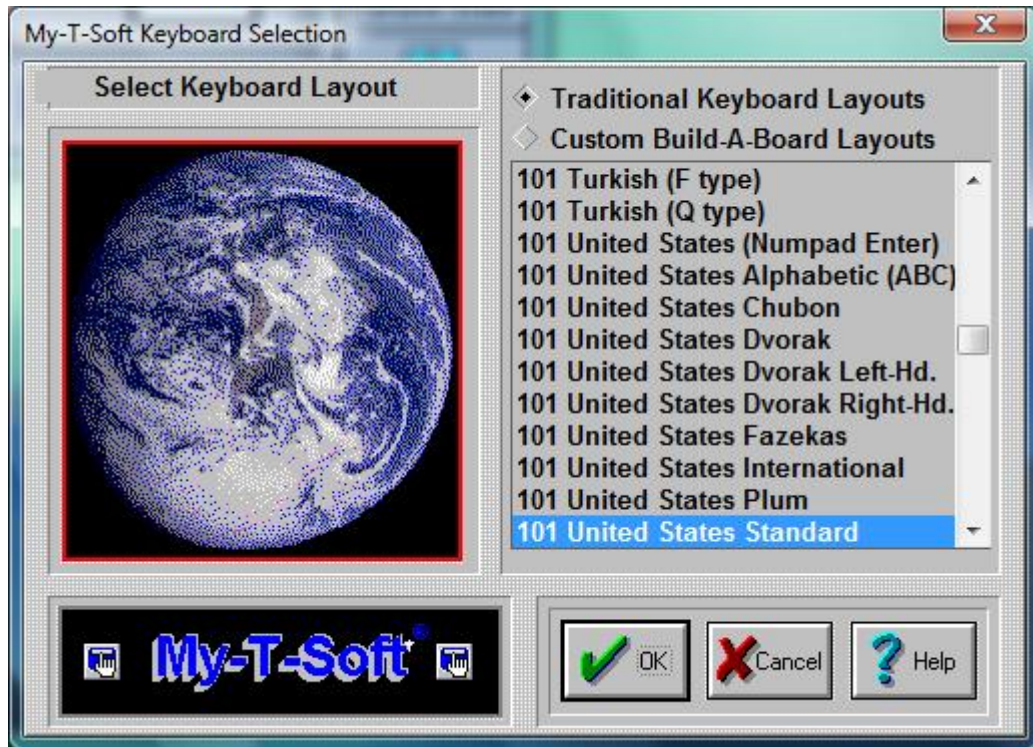 My-T-Soft Keyboard Selection
Select Keyboard Layout
Traditional Keyboard Layouts
Custom Build-A-Board Layouts
101 Turkish (F type)
101 Turkish (Q type)
101 United States (Numpad Enter)
101 United States Alphabetic (ABC)
101 United States Chubon
101 United States Dvorak
101 United States Dvorak Left-Hd.
101 United States Dvorak Right-Hd.
101 United States Fazekas
101 United States International
101 United States Plum
101 United States Standard
My-T-Soft
OK
Cancel
Help